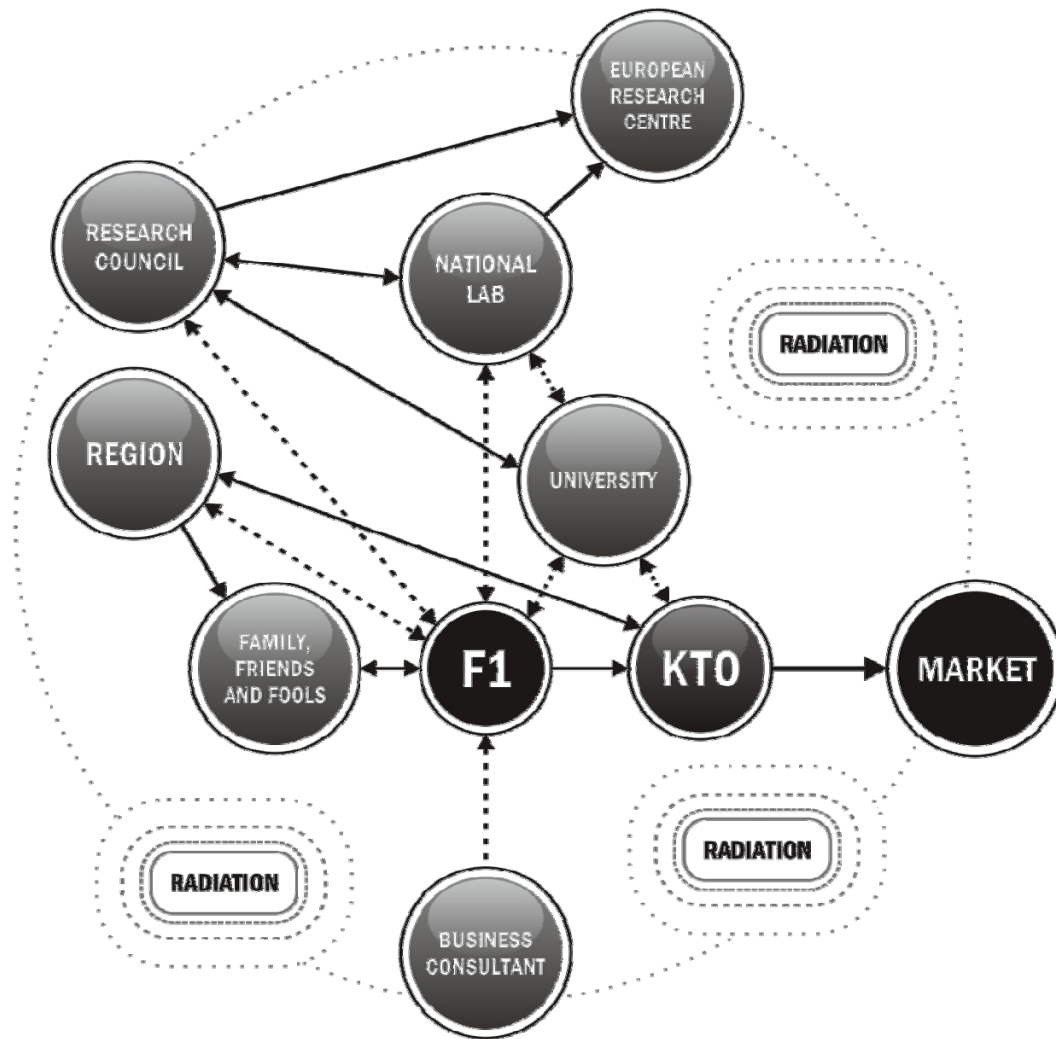 EUROPEAN
RESEARCH
CENTRE
RESEARCH
COUNCIL
NATIONAL
LAB
RADIATION
REGION
UNIVERSITY
FAMILY,
FRIENDS
AND FOOLS
F1
KTO
MARKET
RADIATION
RADIATION
BUSINESS
CONSULTANT